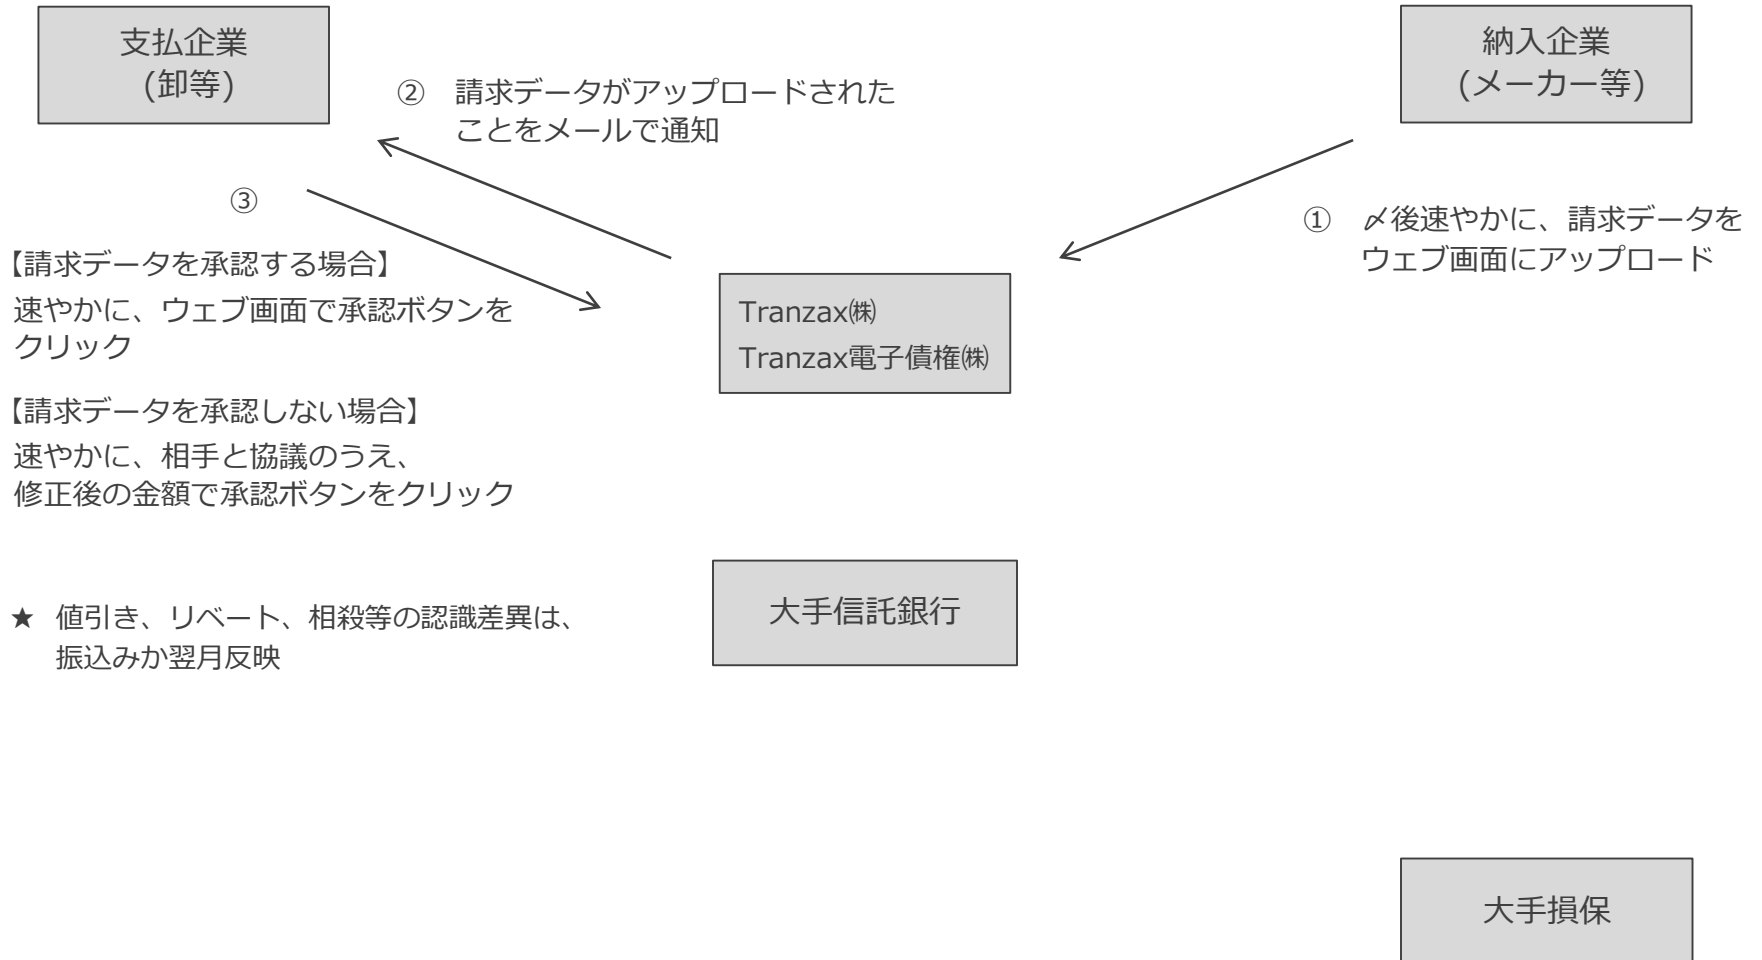 支払企業
(卸等)
納入企業
(メーカー等)
② 請求データがアップロードされた
ことをメールで通知
③
① 〆後速やかに、請求データを
ウェブ画面にアップロード
【請求データを承認する場合】
速やかに、ウェブ画面で承認ボタンを
クリック
Tranzax㈱
Tranzax電子債権㈱
【請求データを承認しない場合】
速やかに、相手と協議のうえ、
修正後の金額で承認ボタンをクリック
大手信託銀行
★ 値引き、リベート、相殺等の認識差異は、
振込みか翌月反映
大手損保